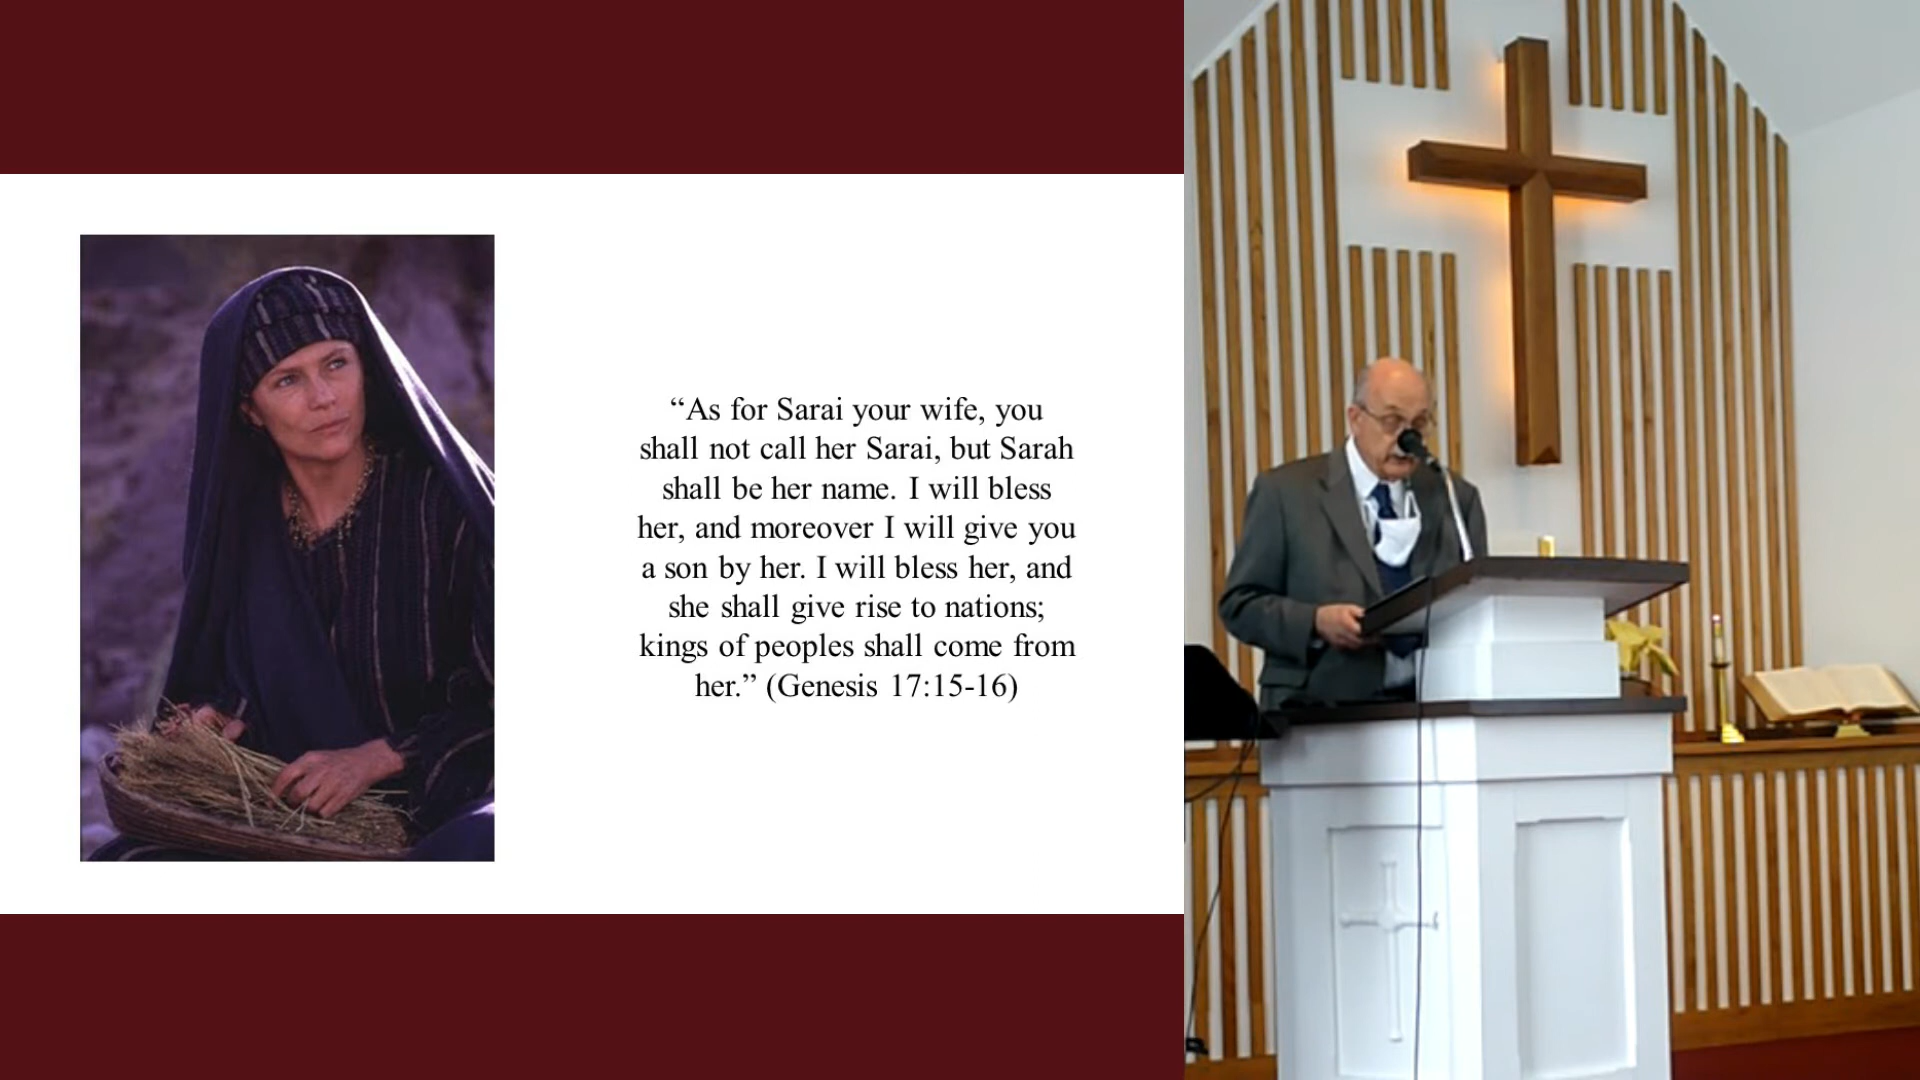 “As for Sarai your wife, you
shall not call her Sarai, but Sarah
shall be her name. I will bless
her, and moreover I will give you
a son by her. I will bless her, and
she shall give rise to nations;
kings of peoples shall come from
her.” (Genesis 17:15-16)